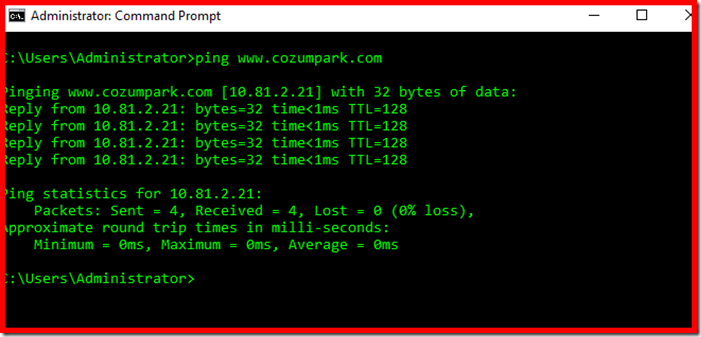 Administrator: Command Prompt
C:\Users\Administrator>ping www.cozumpark.com
Pinging www.cozumpark.com [10.81.2.21] with 32 bytes of data:
Reply from 10.81.2.21: bytes=32 time<1ms TTL=128
Reply from 10.81.2.21: bytes=32 time<1ms TTL=128
Reply from 10.81.2.21: bytes=32 time<1ms TTL=128
Reply from 10.81.2.21: bytes=32 time<1ms TTL=128
Ping statistics for 10.81.2.21:
Packets: Sent = 4, Received = 4, Lost = 0 (0% loss),
Approximate round trip times in milli-seconds:
Minimum = 0ms, Maximum = 0ms, Average = 0ms
C:\Users\Administrator>